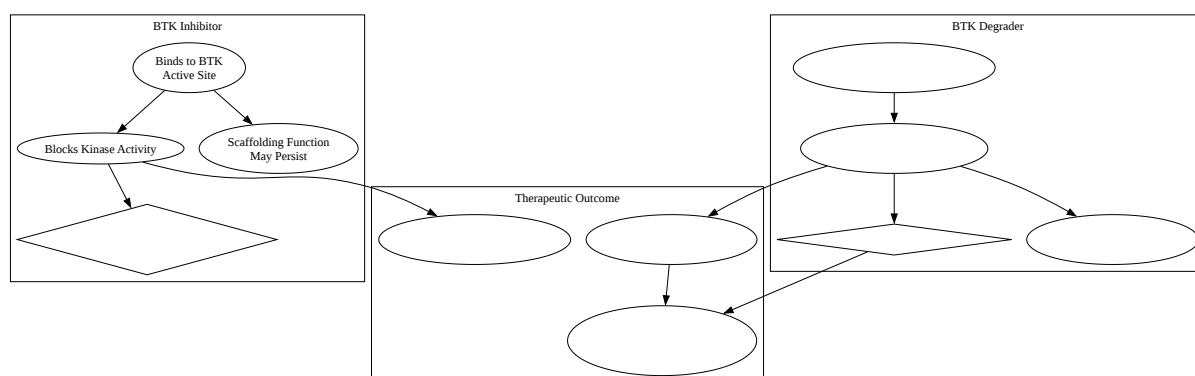 BTK Inhibitor
Binds to BTK
Active Site
Blocks Kinase Activity
Scaffolding Function
May Persist
Therapeutic Outcome
BTK Degrader